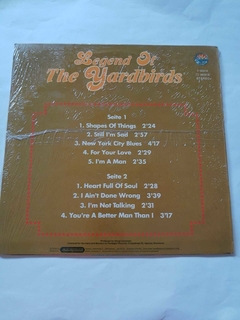 Legend Of
The Yardbirds
Seite 1
1. Shapes Of Things 2'24
2. Still I'm Sad 2'57
3. New York City Blues 4'17
4. For Your Love 2'29
5. I'm A Man 2'35
Seite 2
1. Heart Full Of Soul 2'28
2. I Ain't Done Wrong 3'39
3. I'm Not Talking 2'31
4. You're A Better Man Than I 3'17